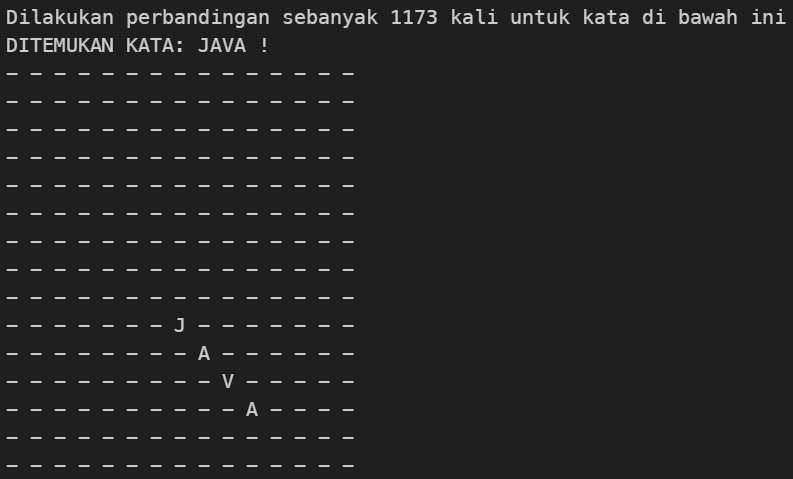 Dilakukan perbandingan sebanyak 1173 kali untuk kata di bawah ini
DITEMUKAN KATA: JAVA !
- - - - - - - - - - - - - - -
- - - - - - - - - - - - - - -
- - - - - - - - - - - - - - -
- - - - - - - - - - - - - - -
- - - - - - - - - - - - - - -
- - - - - - - - - - - - - - -
- - - - - - - - - - - - - - -
- - - - - - - - - - - - - - -
- - - - - - - - - - - - - - -
- - - - - - - J - - - - - - -
- - - - - - - - A - - - - - -
- - - - - - - - - V - - - - -
- - - - - - - - - - A - - - -
- - - - - - - - - - - - - - -
- - - - - - - - - - - - - - -